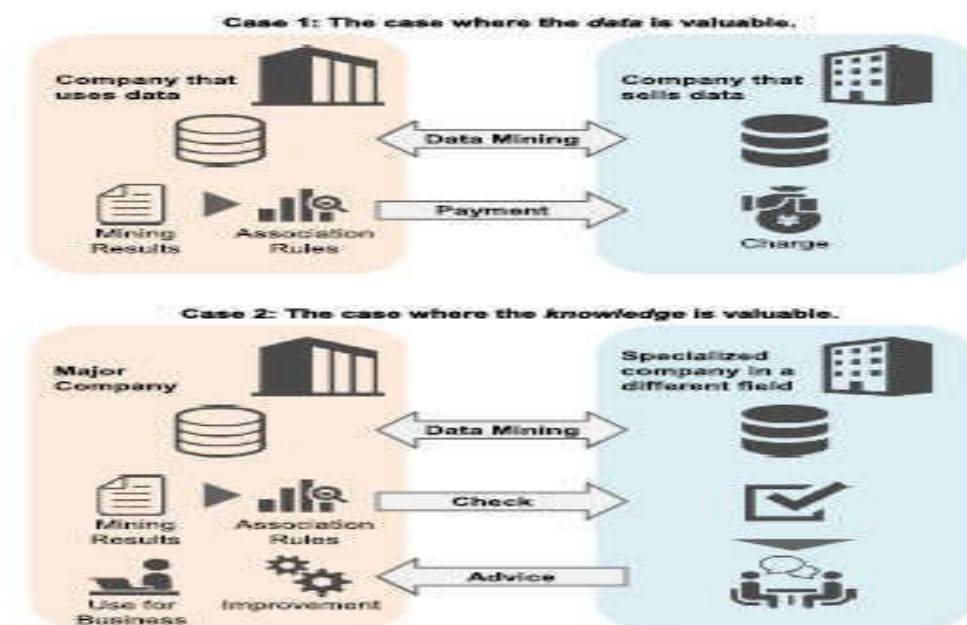 Case 1: The case where the data is valuable.
Company that
uses data
Company that
sells data
Data Mining
Payment
Mining
Results
Association
Rules
¥
Charge
Case 2: The case where the knowledge is valuable.
Major
Company
Specialized
company in a
different field
Data Mining
Check
Mining
Results
Association
Rules
Advice
Use for
Business
Improvement